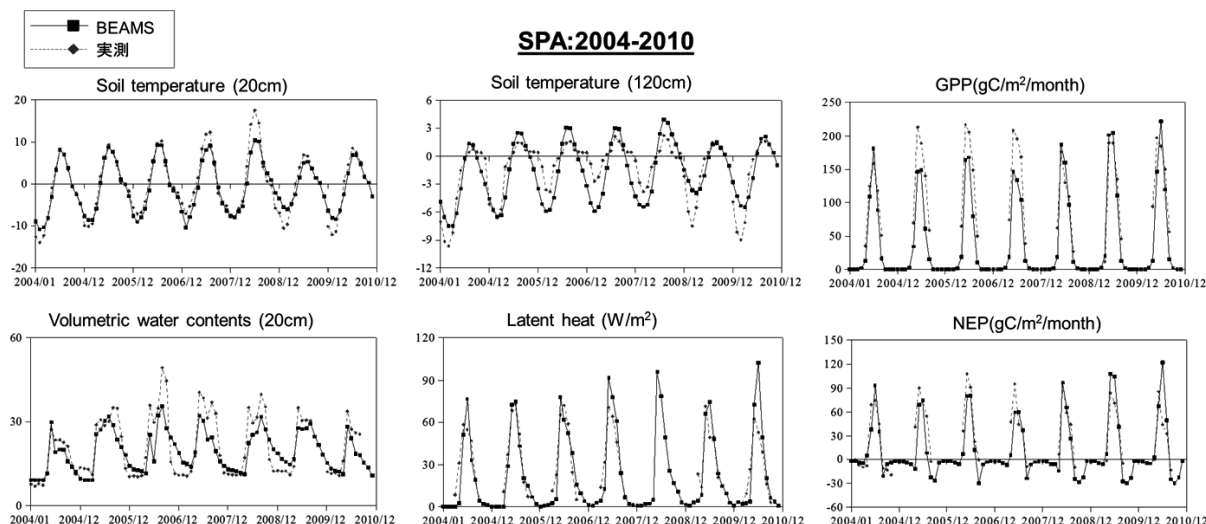 BEAMS
実測
SPA:2004-2010
Soil temperature (20cm)
20
10
0
-10
-20
2004/01 2004/12 2005/12 2006/12 2007/12 2008/12 2009/12 2010/12
Soil temperature (120cm)
6
3
0
-3
-6
-9
-12
2004/01 2004/12 2005/12 2006/12 2007/12 2008/12 2009/12 2010/12
GPP(gC/m²/month)
250
200
150
100
50
0
2004/01 2004/12 2005/12 2006/12 2007/12 2008/12 2009/12 2010/12
Volumetric water contents (20cm)
60
30
0
2004/01 2004/12 2005/12 2006/12 2007/12 2008/12 2009/12 2010/12
Latent heat (W/m²)
120
90
60
30
0
2004/01 2004/12 2005/12 2006/12 2007/12 2008/12 2009/12 2010/12
NEP(gC/m²/month)
150
120
90
60
30
0
-30
-60
2004/01 2004/12 2005/12 2006/12 2007/12 2008/12 2009/12 2010/12